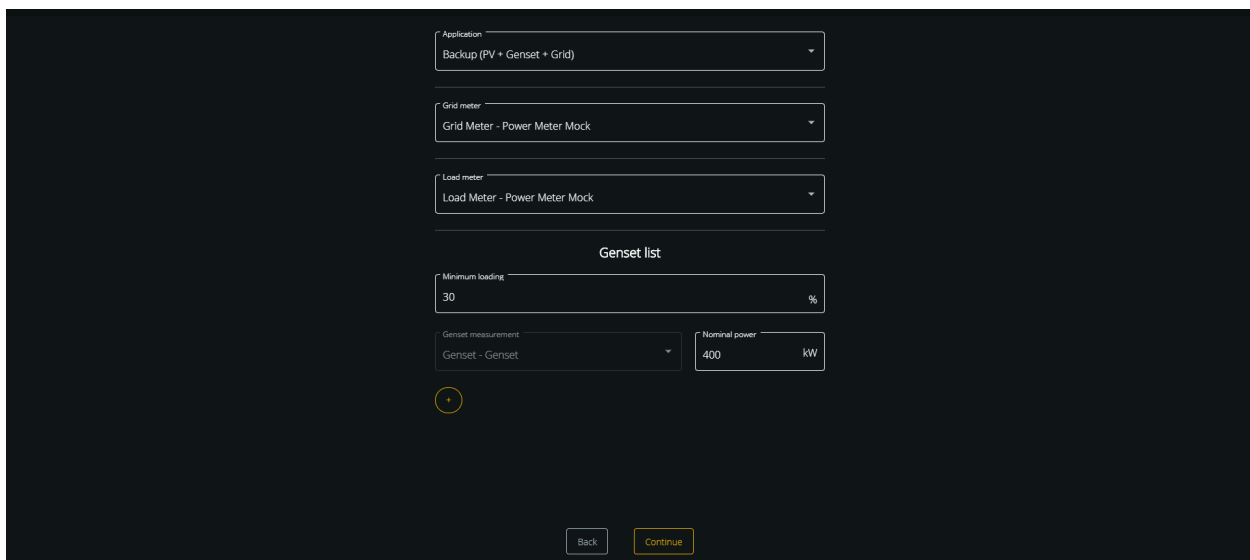 Application
Backup (PV + Genset + Grid)
Grid meter
Grid Meter - Power Meter Mock
Load meter
Load Meter - Power Meter Mock
Genset list
Minimum loading
30 %
Genset measurement
Genset - Genset
Nominal power
400 kW
+
Back Continue